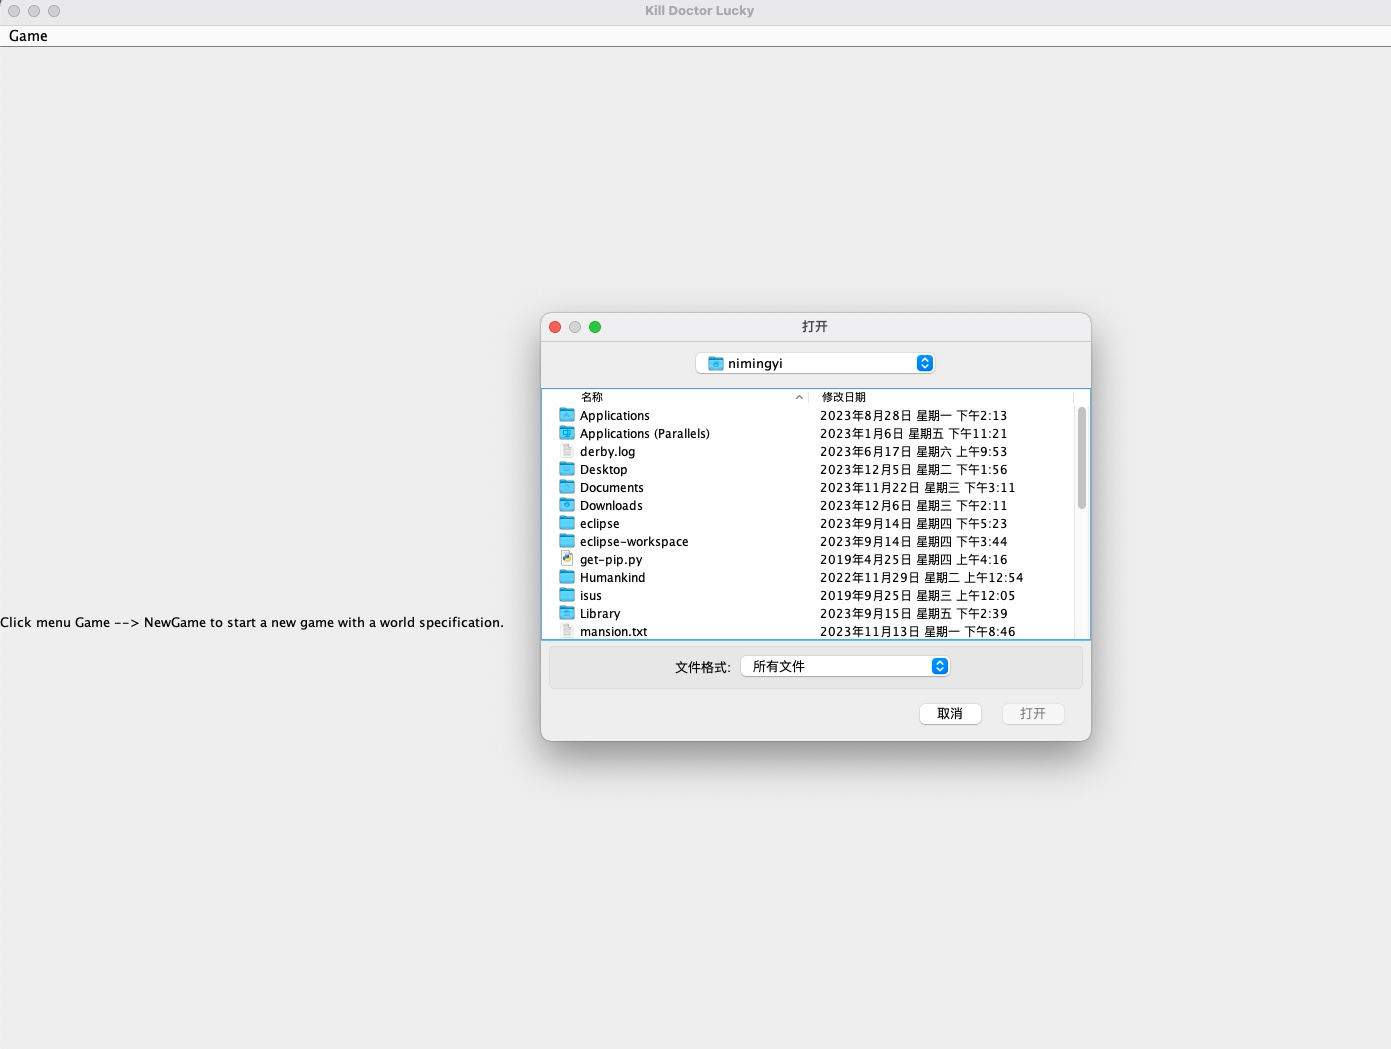 Kill Doctor Lucky
Game
打开
nimingyi
名称 修改日期
Applications 2023年8月28日 星期一 下午2:13
Applications (Parallels) 2023年1月6日 星期五 下午11:21
derby.log 2023年6月17日 星期六 上午9:53
Desktop 2023年12月5日 星期二 下午1:56
Documents 2023年11月22日 星期三 下午3:11
Downloads 2023年12月6日 星期三 下午2:11
eclipse 2023年9月14日 星期四 下午5:23
eclipse-workspace 2023年9月14日 星期四 下午3:44
get-pip.py 2019年4月25日 星期四 上午4:16
Humankind 2022年11月29日 星期二 上午12:54
isus 2019年9月25日 星期三 上午12:05
Library 2023年9月15日 星期五 下午2:39
mansion.txt 2023年11月13日 星期一 下午8:46
Click menu Game --> NewGame to start a new game with a world specification.
文件格式: 所有文件
取消 打开